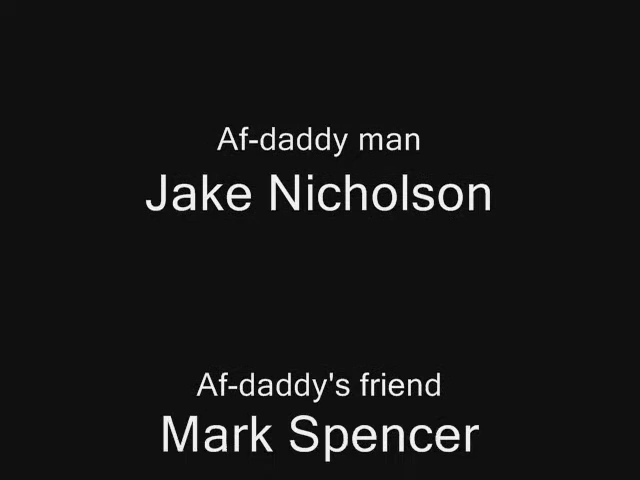 Af-daddy man
Jake Nicholson
Af-daddy's friend
Mark Spencer